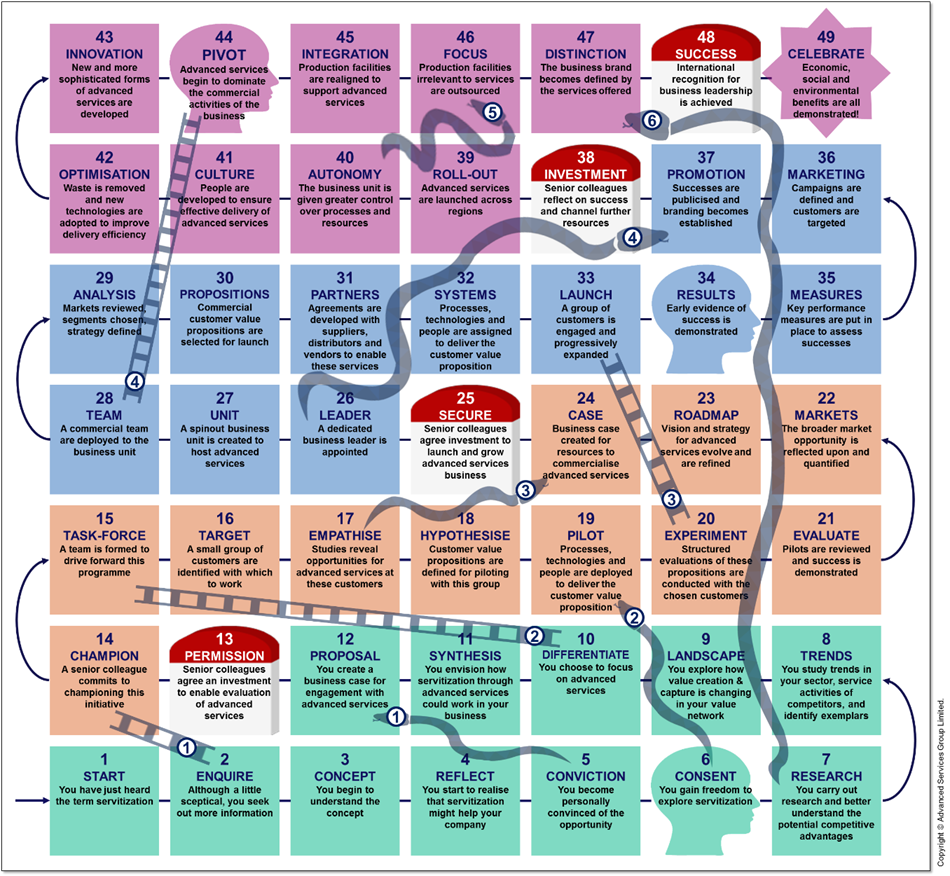 43
INNOVATION
New and more
sophisticated forms
of advanced
services are
developed
44
PIVOT
Advanced services
begin to dominate
the commercial
activities of the
business
45
INTEGRATION
Production facilities
are realigned to
support advanced
services
46
FOCUS
Production facilities
irrelevant to services
are outsourced
5
47
DISTINCTION
The business brand
becomes defined by
the services offered
6
48
SUCCESS
International
recognition for
business leadership
is achieved
49
CELEBRATE
Economic,
social and
environmental
benefits are all
demonstrated!
42
OPTIMISATION
Waste is removed
and new
technologies are
adopted to improve
delivery efficiency
41
CULTURE
People are
developed to ensure
effective delivery of
advanced services
40
AUTONOMY
The business unit is
given greater control
over processes and
resources
39
ROLL-OUT
Advanced services
are launched across
regions
38
INVESTMENT
Senior colleagues
reflect on success
and channel further
resources
4
37
PROMOTION
Successes are
publicised and
branding becomes
established
36
MARKETING
Campaigns are
defined and
customers are
targeted
29
ANALYSIS
Markets reviewed,
segments chosen,
strategy defined
4
30
PROPOSITIONS
Commercial
customer value
propositions are
selected for launch
31
PARTNERS
Agreements are
developed with
suppliers,
distributors and
vendors to enable
these services
32
SYSTEMS
Processes,
technologies and
people are assigned
to deliver the
customer value
proposition
33
LAUNCH
A group of
customers is
engaged and
progressively
expanded
34
RESULTS
Early evidence of
success is
demonstrated
35
MEASURES
Key performance
measures are put in
place to assess
successes
28
TEAM
A commercial team
are deployed to the
business unit
27
UNIT
A spinout business
unit is created to
host advanced
services
26
LEADER
A dedicated
business leader is
appointed
25
SECURE
Senior colleagues
agree investment to
launch and grow
advanced services
business
3
24
CASE
Business case
created for
resources to
commercialise
advanced services
23
ROADMAP
Vision and strategy
for advanced
services evolve and
are refined
3
22
MARKETS
The broader market
opportunity is
reflected upon and
quantified
15
TASK-FORCE
A team is formed to
drive forward this
programme
16
TARGET
A small group of
customers are
identified with which
to work
17
EMPATHISE
Studies reveal
opportunities for
advanced services at
these customers
18
HYPOTHESISE
Customer value
propositions are
defined for piloting
with this group
2
19
PILOT
Processes,
technologies and
people are deployed
to deliver the
customer value
proposition
2
20
EXPERIMENT
Structured
evaluations of these
propositions are
conducted with the
chosen customers
21
EVALUATE
Pilots are reviewed
and success is
demonstrated
14
CHAMPION
A senior colleague
commits to
championing this
initiative
13
PERMISSION
Senior colleagues
agree an investment
to enable evaluation
of advanced
services
12
PROPOSAL
You create a
business case for
engagement with
advanced services
1
11
SYNTHESIS
You envision how
servitization through
advanced services
could work in your
business
10
DIFFERENTIATE
You choose to focus
on advanced
services
9
LANDSCAPE
You explore how
value creation &
capture is changing
in your value
network
8
TRENDS
You study trends in
your sector, service
activities of
competitors, and
identify exemplars
1
START
You have just heard
the term servitization
1
2
ENQUIRE
Although a little
sceptical, you seek
out more information
3
CONCEPT
You begin to
understand the
concept
4
REFLECT
You start to realise
that servitization
might help your
company
5
CONVICTION
You become
personally
convinced of the
opportunity
6
CONSENT
You gain freedom to
explore servitization
7
RESEARCH
You carry out
research and better
understand the
potential competitive
advantages
Copyright © Advanced Services Group Limited.